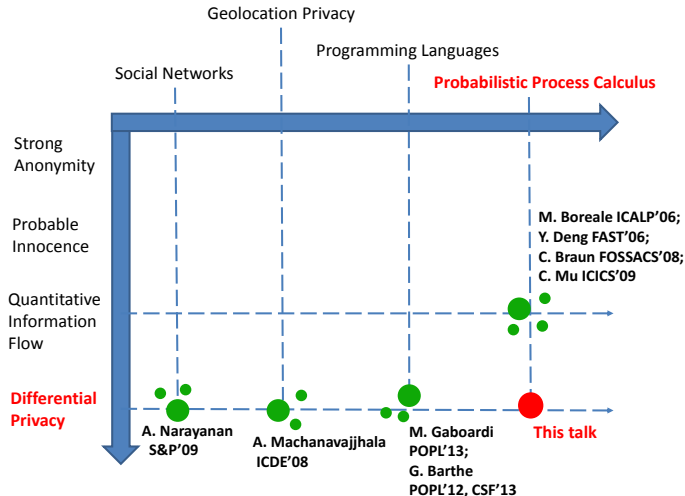 Geolocation Privacy
Programming Languages
Social Networks
Probabilistic Process Calculus
Strong
Anonymity
Probable
Innocence
M. Boreale ICALP'06;
Y. Deng FAST'06;
C. Braun FOSSACS'08;
C. Mu ICICS'09
Quantitative
Information
Flow
Differential
Privacy
A. Narayanan
S&P'09
A. Machanavajjhala
ICDE'08
M. Gaboardi
POPL'13;
G. Barthe
POPL'12, CSF'13
This talk